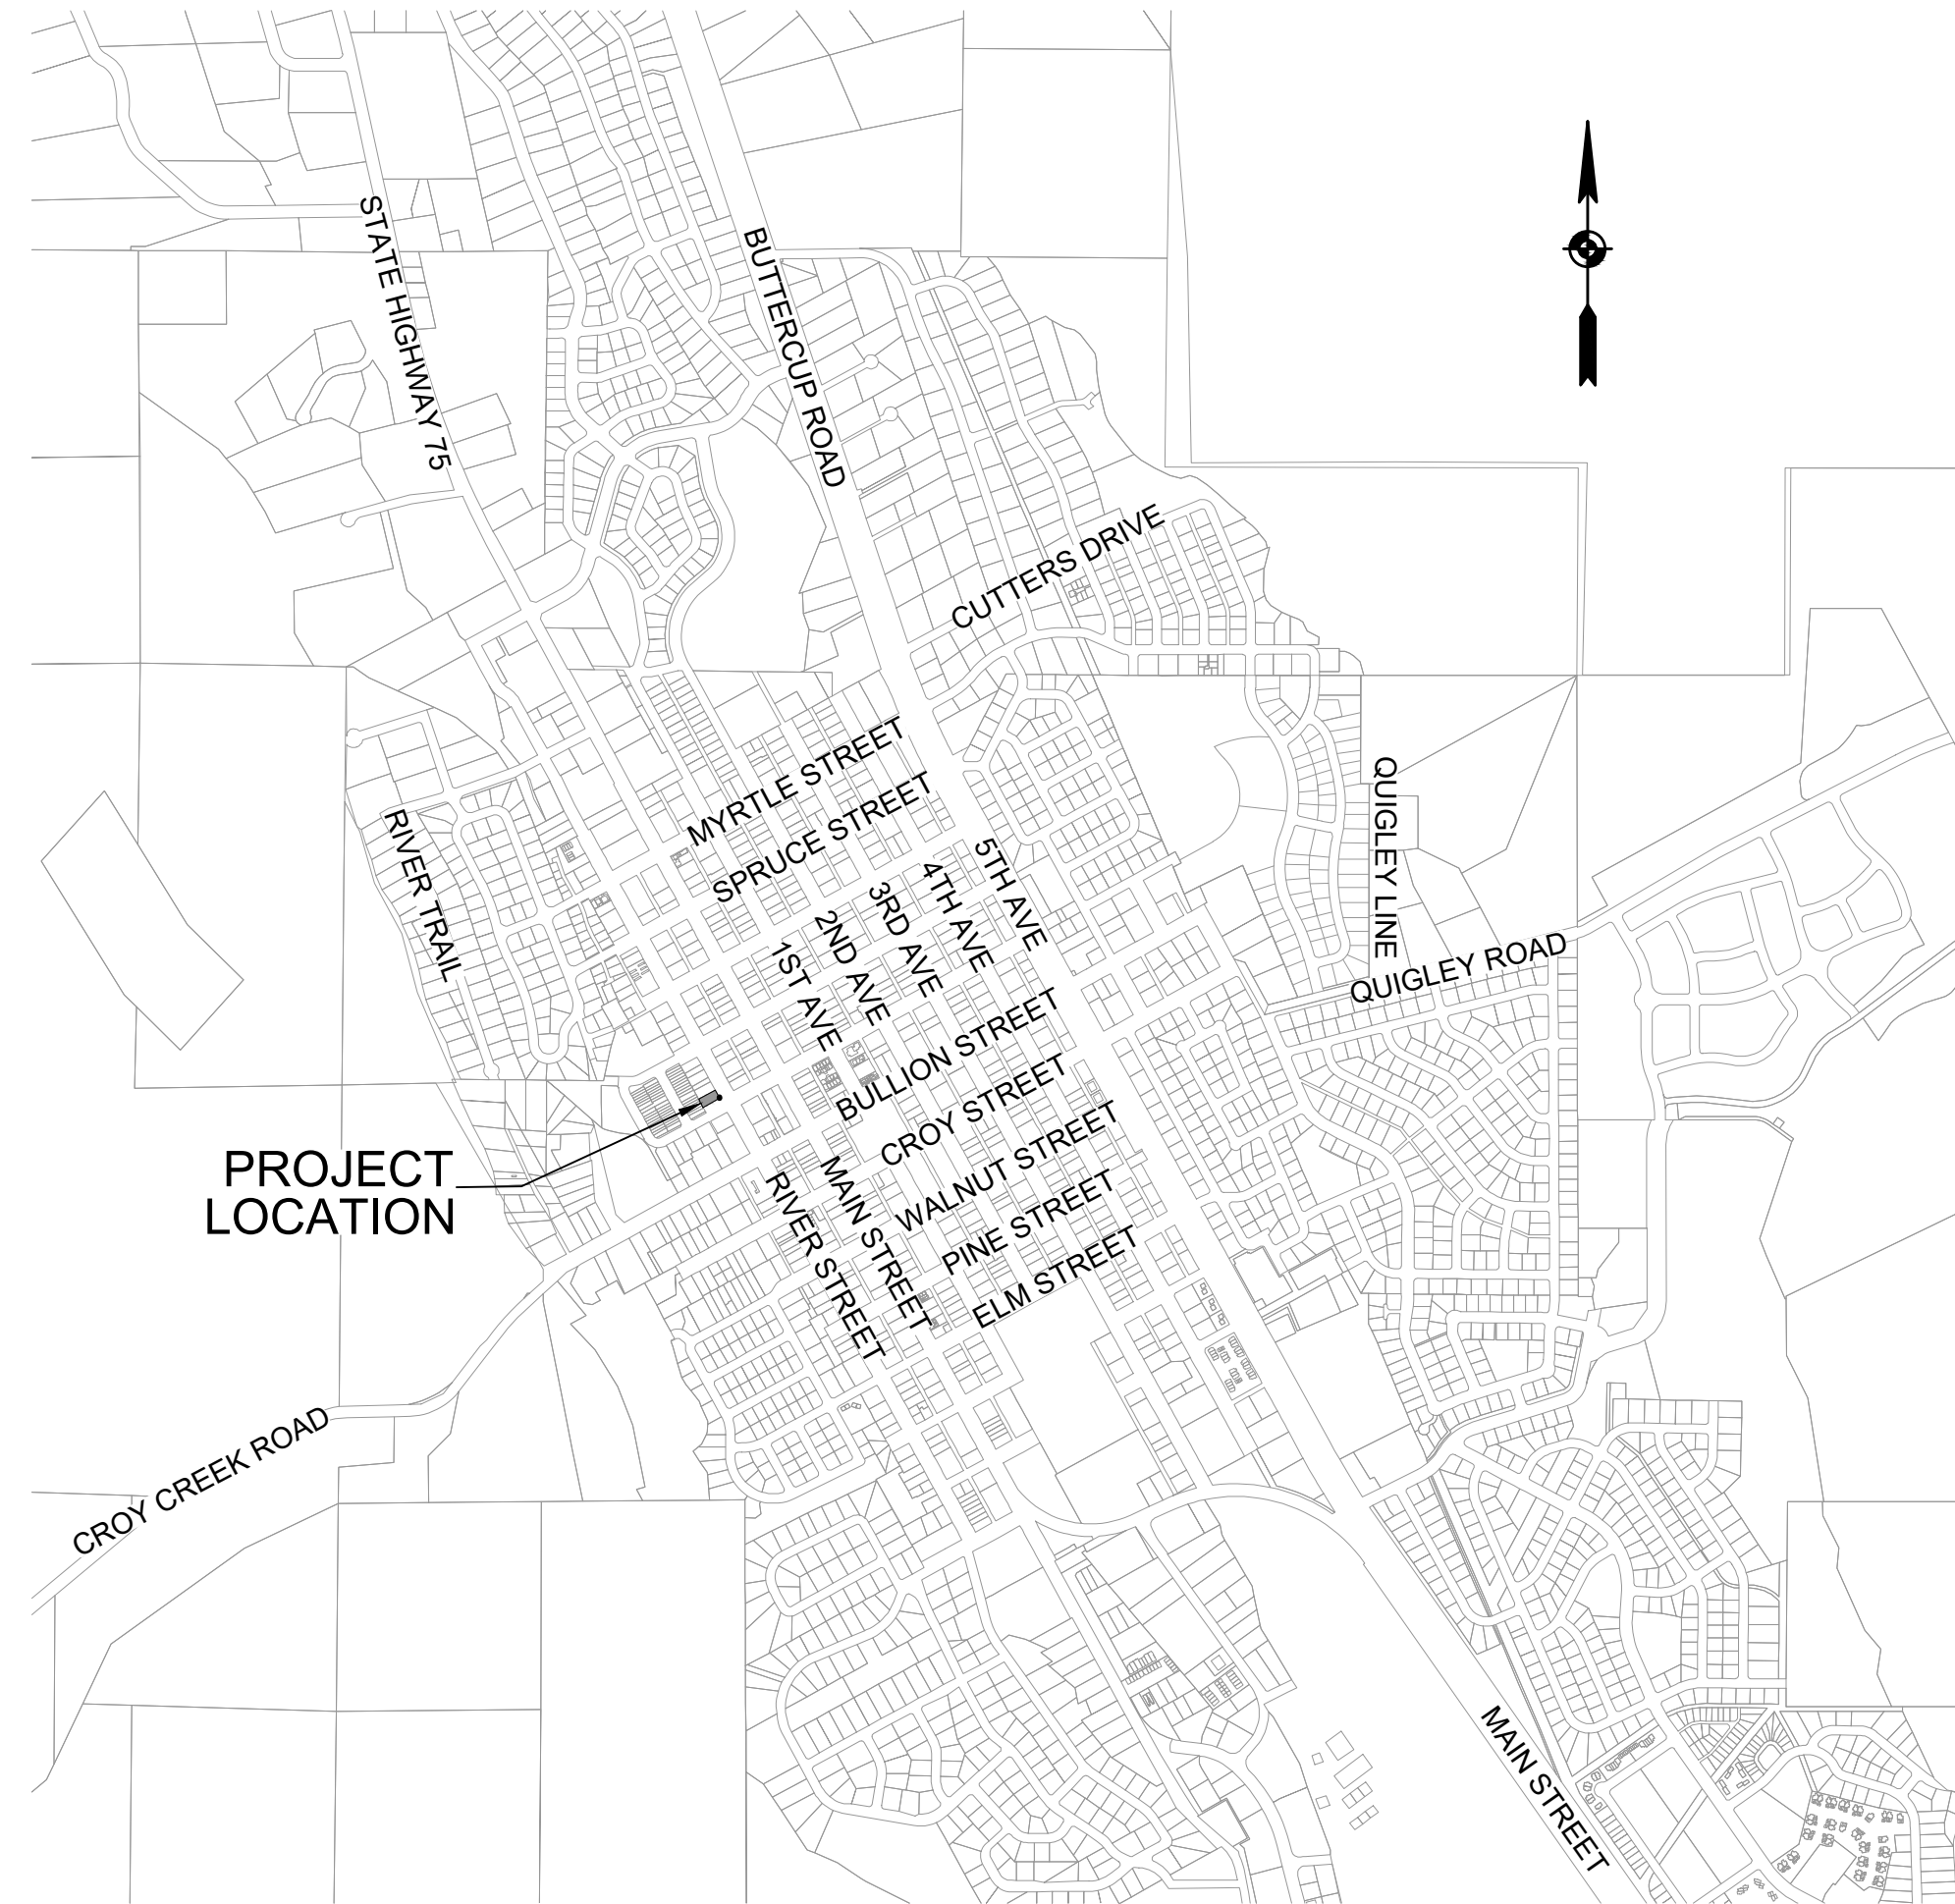 STATE HIGHWAY 75
BUTTERCUP ROAD
CUTTERS DRIVE
MYRTLE STREET
SPRUCE STREET
QUIGLEY LINE
RIVER TRAIL
5TH AVE
4TH AVE
3RD AVE
2ND AVE
1ST AVE
QUIGLEY ROAD
BULLION STREET
CROY STREET
WALNUT STREET
PROJECT
LOCATION
MAIN STREET
RIVER STREET
PINE STREET
ELM STREET
CROY CREEK ROAD
MAIN STREET